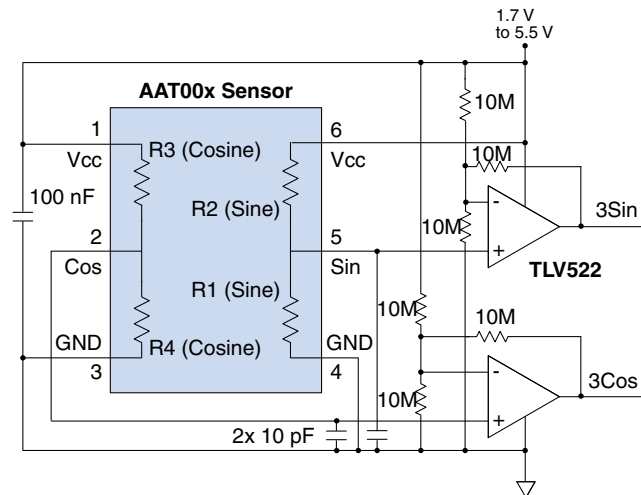 1.7 V
to 5.5 V
AAT00x Sensor
10M
1
R3 (Cosine)
6
Vcc
Vcc
10M
100 nF
R2 (Sine)
-
3Sin
10M
2
5
+
Cos
Sin
TLV522
R1 (Sine)
10M
10M
GND
R4 (Cosine)
GND
3
4
-
3Cos
10M
+
2x 10 pF